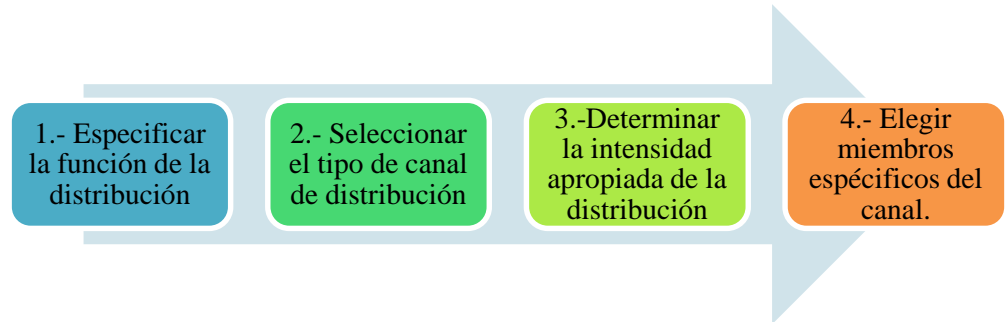 1.- Especificar
la función de la
distribución
2.- Seleccionar
el tipo de canal
de distribución
3.-Determinar
la intensidad
apropiada de la
distribución
4.- Elegir
miembros
espécificos del
canal.